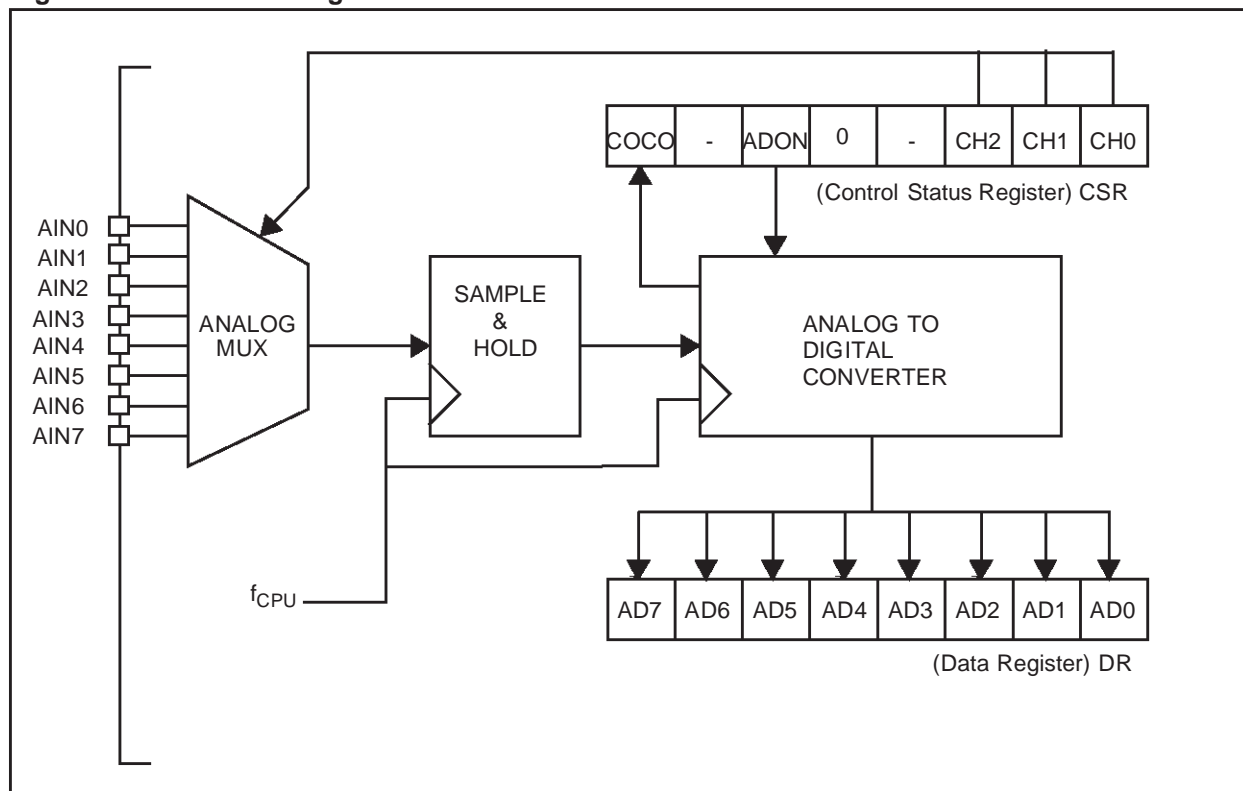 COCO - ADON 0 - CH2 CH1 CH0
(Control Status Register) CSR
AIN0
AIN1
AIN2
AIN3
AIN4
AIN5
AIN6
AIN7
ANALOG
MUX
SAMPLE
&
HOLD
ANALOG TO
DIGITAL
CONVERTER
fCPU
AD7 AD6 AD5 AD4 AD3 AD2 AD1 AD0
(Data Register) DR